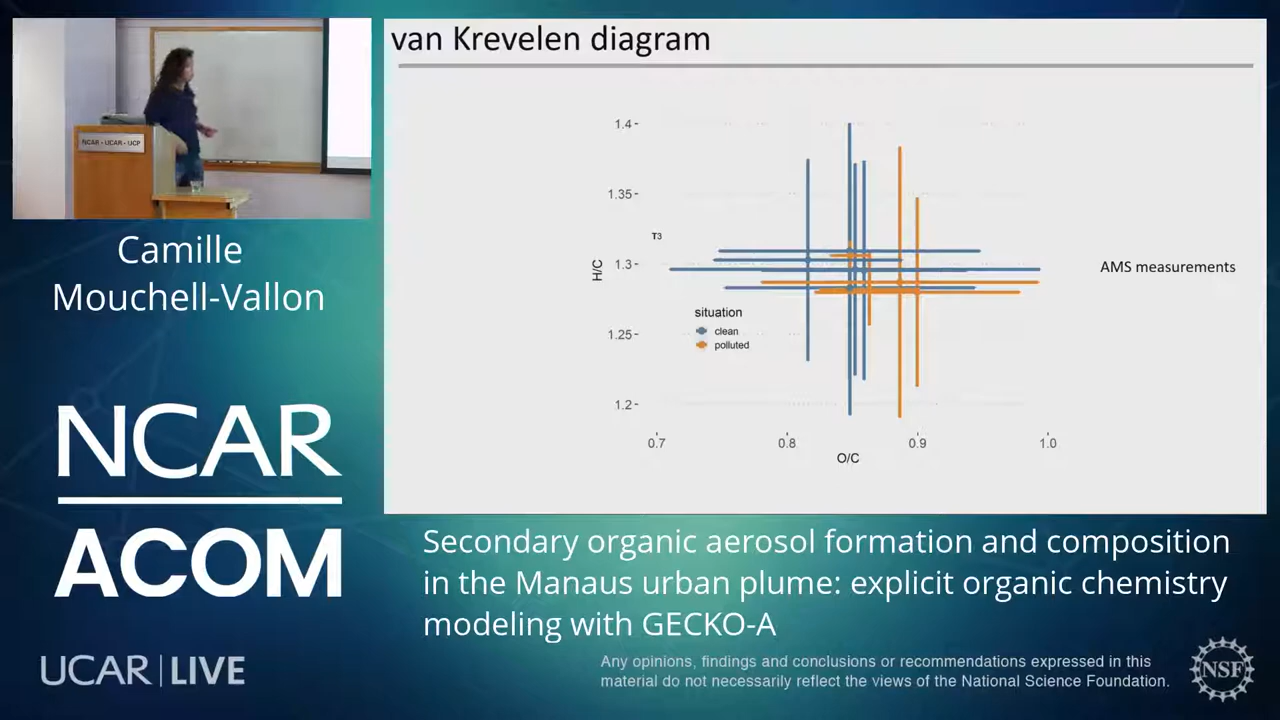 van Krevelen diagram
NCAR - UCAR - UCP
Camille
Mouchell-Vallon
NCAR
ACOM
UCAR | LIVE
1.4
1.35
T3
1.3
H/C
AMS measurements
situation
clean
polluted
1.25
1.2
0.7 0.8 0.9 1.0
O/C
Secondary organic aerosol formation and composition
in the Manaus urban plume: explicit organic chemistry
modeling with GECKO-A
Any opinions, findings and conclusions or recommendations expressed in this
material do not necessarily reflect the views of the National Science Foundation.
NSF